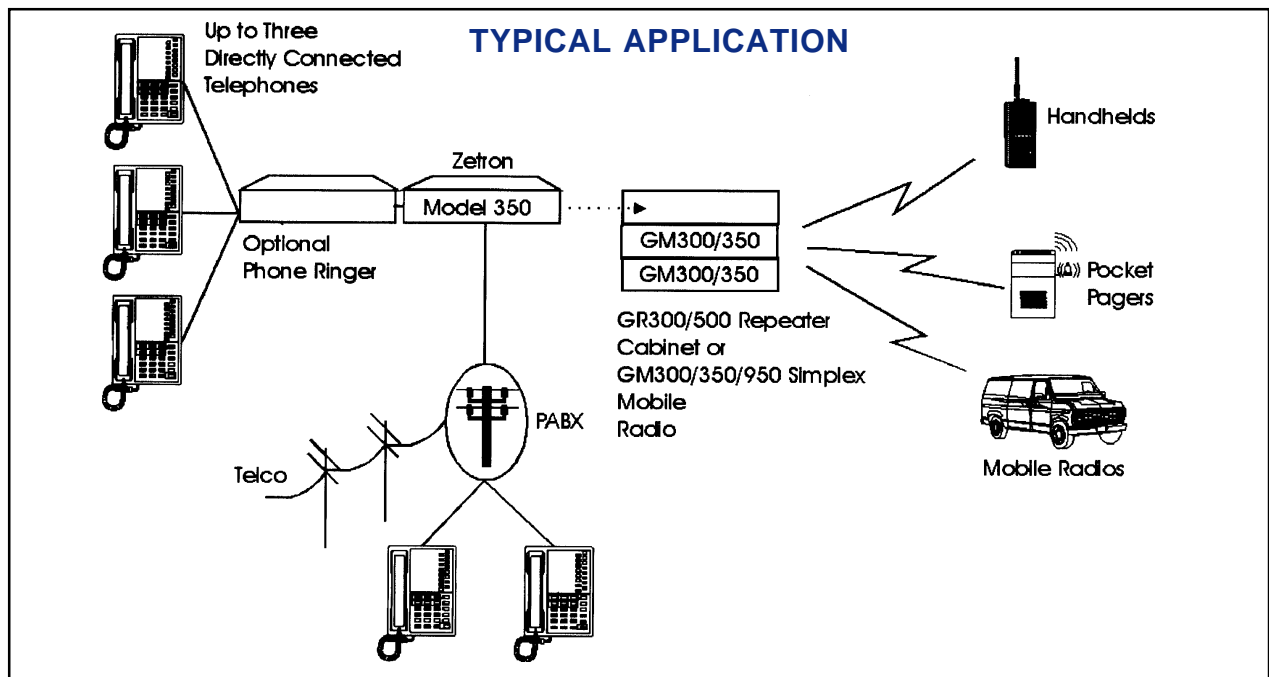 TYPICAL APPLICATION
Up to Three
Directly Connected
Telephones
Zetron
Model 350
Optional
Phone Ringer
GM300/350
GM300/350
GR300/500 Repeater
Cabinet or
GM300/350/950 Simplex
Mobile
Radio
Handhelds
Pocket
Pagers
Mobile Radios
PABX
Telco